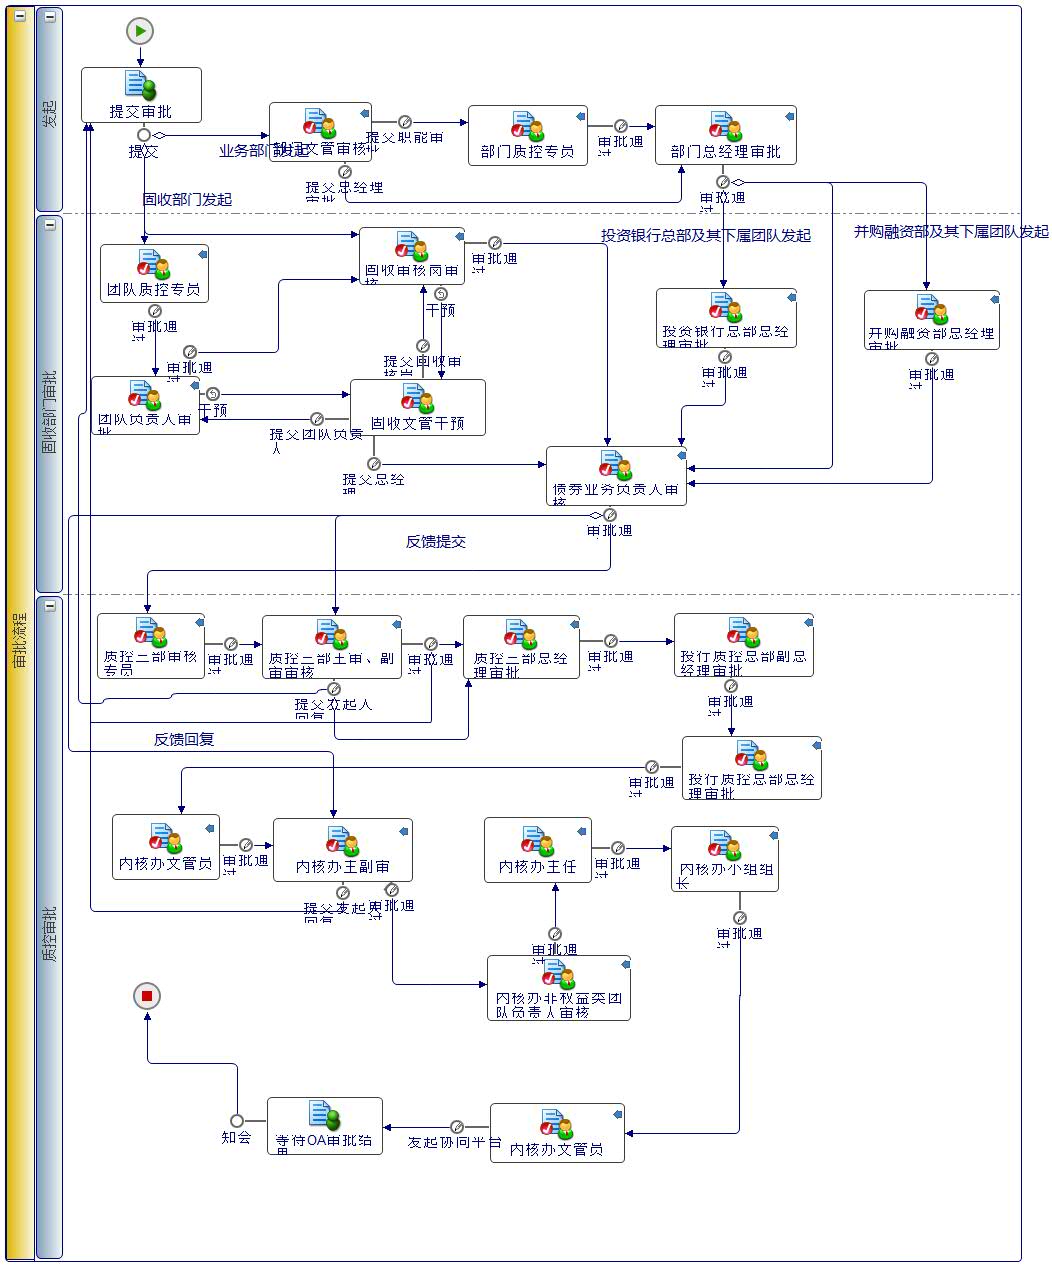 审批流程
发起
提交审批
提交
业务部门发起
部门文管审核
提交职能审
提交总经理
审批
部门质控专员
审批通
过
部门总经理审批
审批通
过
固收部门发起
投资银行总部及其下属团队发起
并购融资部及其下属团队发起
固收部门审批
团队质控专员
审批通
过
固收审核岗审
核
审批通
过
干预
投资银行总部总经
理审批
审批通
过
并购融资部总经理
审批
审批通
过
审批通
过
团队负责人审
批
干预
提交固收审
核岗
固收文管干预
提交团队负责
人
提交总经
理
债券业务负责人审
核
审批通
过
反馈提交
质控审批
质控二部审核
专员
审批通
过
质控二部主审、副
审审核
审批通
过
质控二部总经
理审批
审批通
过
投行质控总部副总
经理审批
审批通
过
提交发起人
回复
反馈回复
投行质控总部总经
理审批
审批通
过
内核办文管员
审批通
过
内核办主副审
提交发起人
回复
审批通
过
内核办主任
审批通
过
内核办小组组
长
审批通
过
审批通
过
内核办非权益类团
队负责人审核
知会
等待OA审批结
果
发起协同平台
内核办文管员